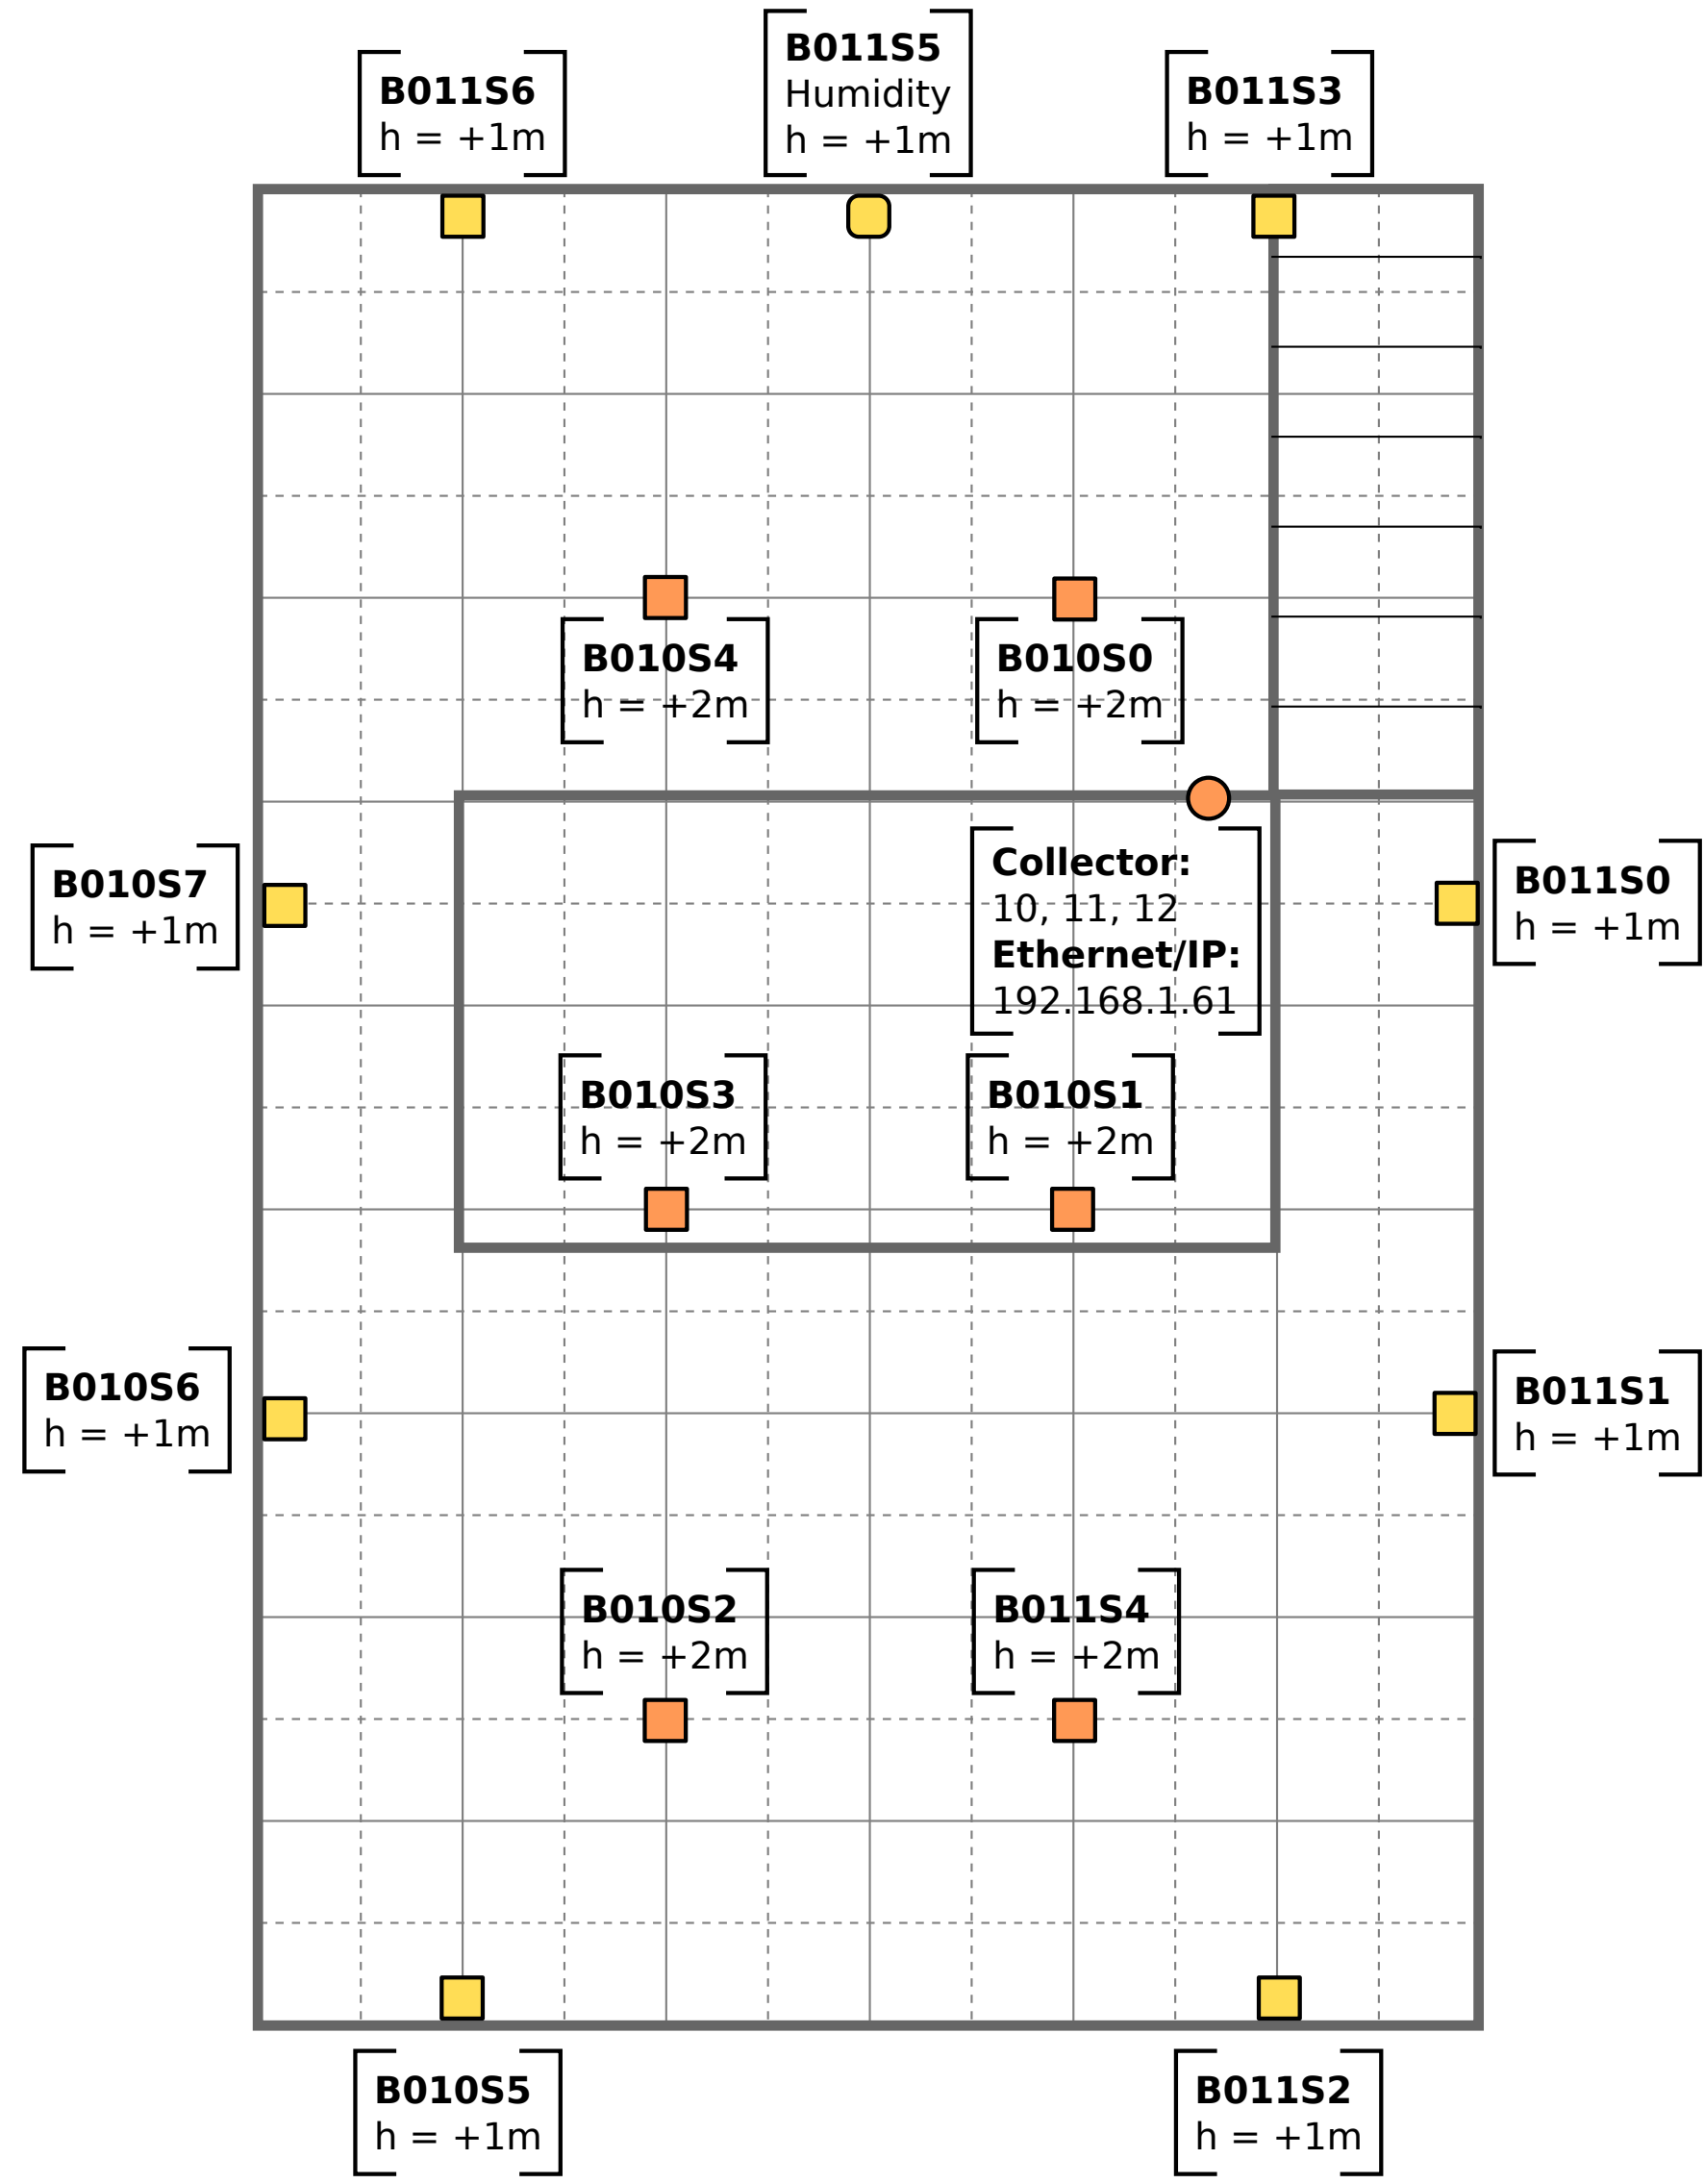 B011S6
h = +1m
B011S5
Humidity
h = +1m
B011S3
h = +1m
B010S4
h = +2m
B010S0
h = +2m
B010S7
h = +1m
Collector:
10, 11, 12
Ethernet/IP:
192.168.1.61
B011S0
h = +1m
B010S3
h = +2m
B010S1
h = +2m
B010S6
h = +1m
B011S1
h = +1m
B010S2
h = +2m
B011S4
h = +2m
B010S5
h = +1m
B011S2
h = +1m